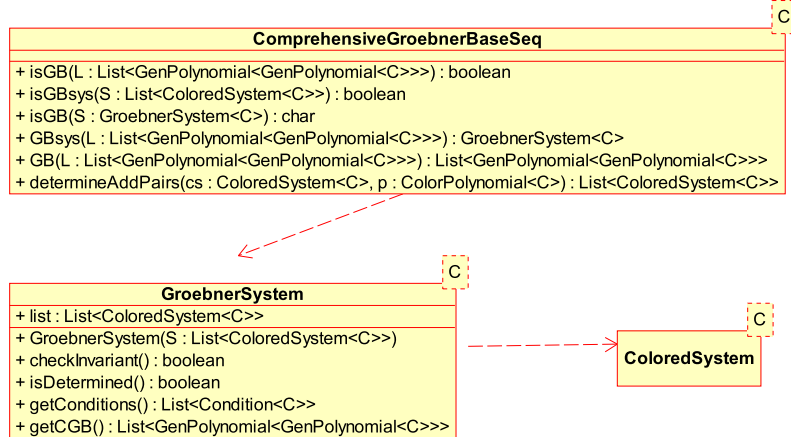 C
ComprehensiveGroebnerBaseSeq
+ isGB(L : List<GenPolynomial<GenPolynomial<C>>>) : boolean
+ isGBsys(S : List<ColoredSystem<C>>) : boolean
+ isGB(S : GroebnerSystem<C>) : char
+ GBsys(L : List<GenPolynomial<GenPolynomial<C>>>) : GroebnerSystem<C>
+ GB(L : List<GenPolynomial<GenPolynomial<C>>>) : List<GenPolynomial<GenPolynomial<C>>>
+ determineAddPairs(cs : ColoredSystem<C>, p : ColorPolynomial<C>) : List<ColoredSystem<C>>
C
GroebnerSystem
+ list : List<ColoredSystem<C>>
+ GroebnerSystem(S : List<ColoredSystem<C>>)
+ checkInvariant() : boolean
+ isDetermined() : boolean
+ getConditions() : List<Condition<C>>
+ getCGB() : List<GenPolynomial<GenPolynomial<C>>>
C
ColoredSystem